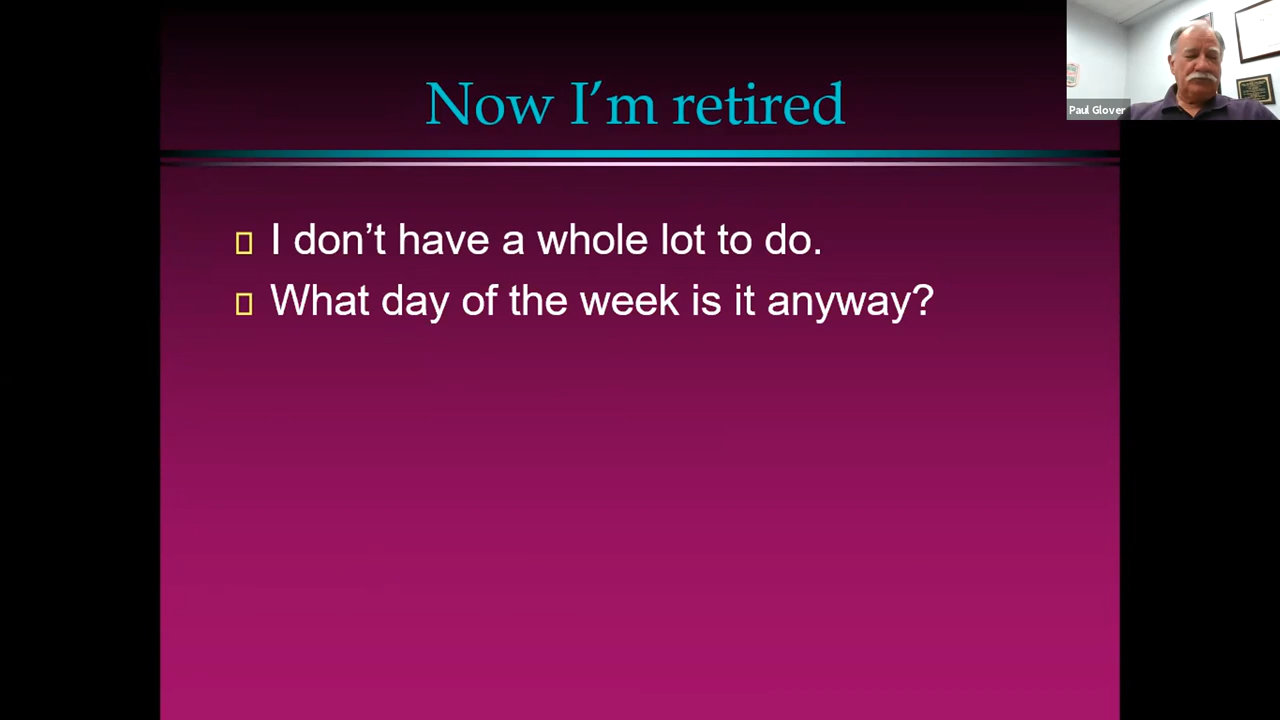 Now I’m retired
I don’t have a whole lot to do.
What day of the week is it anyway?
Paul Glover